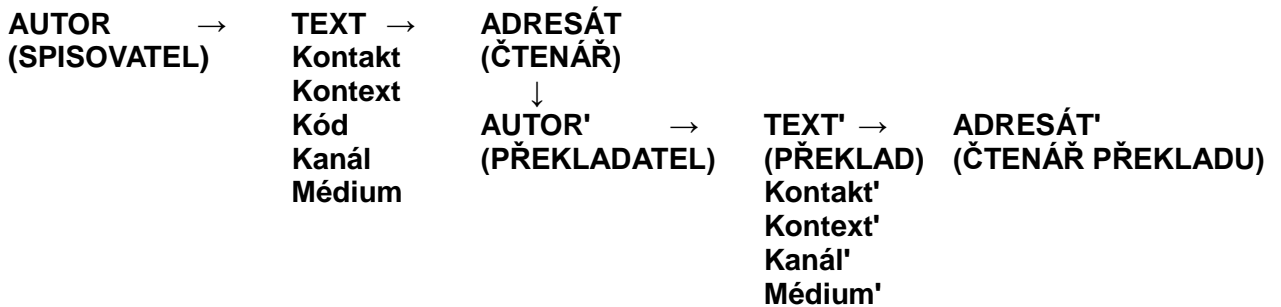 AUTOR → TEXT → ADRESÁT
(SPISOVATEL) Kontakt (ČTENÁŘ)
Kontext ↓
Kód AUTOR' → TEXT' → ADRESÁT'
Kanál (PŘEKLADATEL) (PŘEKLAD) (ČTENÁŘ PŘEKLADU)
Médium Kontakt'
Kontext'
Kanál'
Médium'